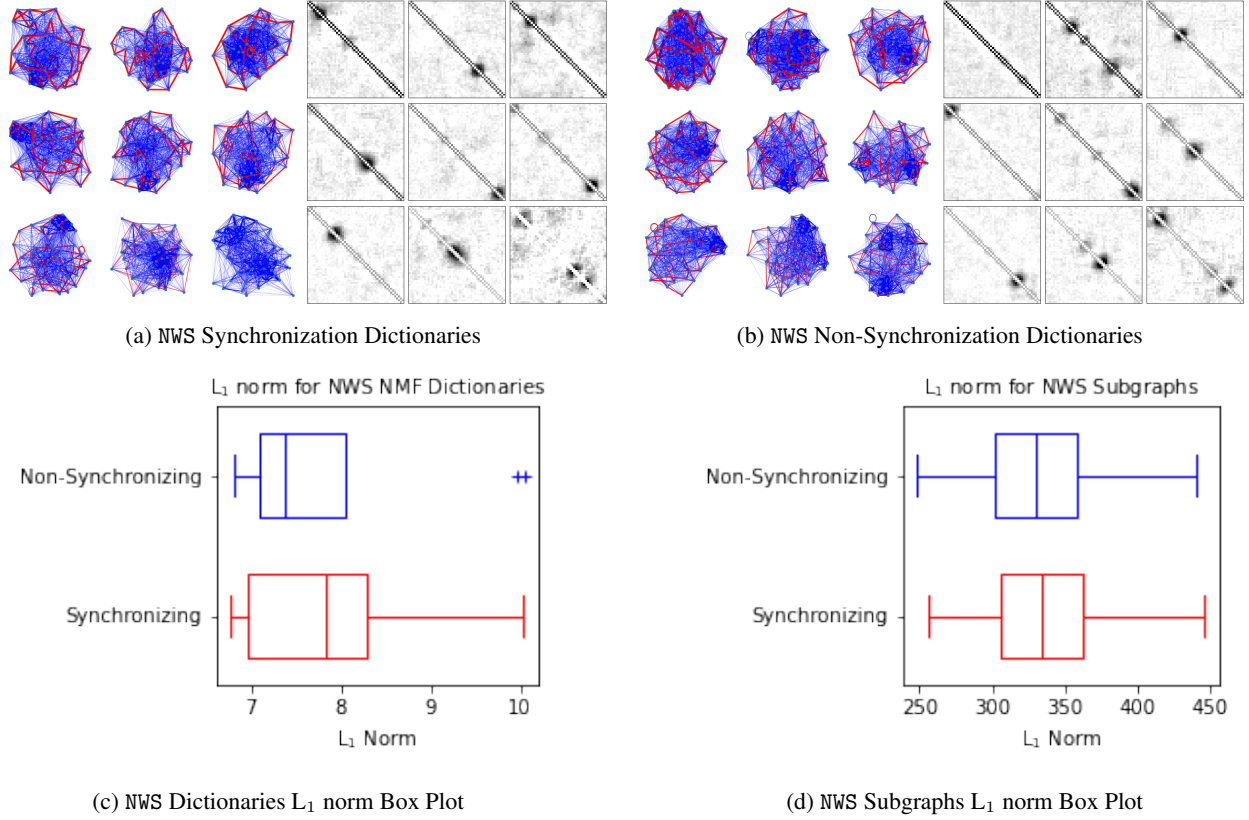 (a) NWS Synchronization Dictionaries
(b) NWS Non-Synchronization Dictionaries
L₁ norm for NWS NMF Dictionaries
Non-Synchronizing
Synchronizing
7 8 9 10
L₁ Norm
(c) NWS Dictionaries L₁ norm Box Plot
L₁ norm for NWS Subgraphs
Non-Synchronizing
Synchronizing
250 300 350 400 450
L₁ Norm
(d) NWS Subgraphs L₁ norm Box Plot